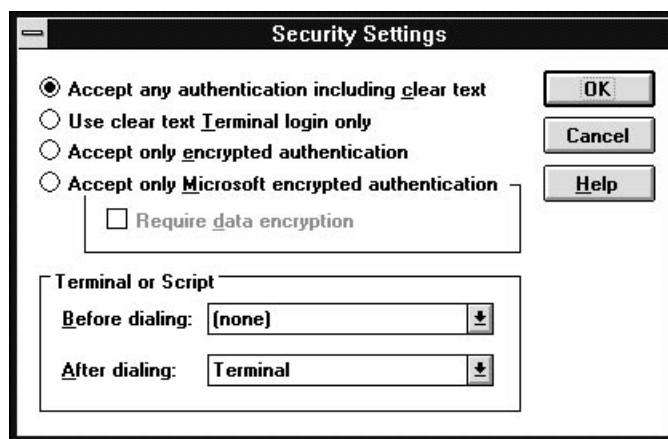 Security Settings
Accept any authentication including clear text
Use clear text Terminal login only
Accept only encrypted authentication
Accept only Microsoft encrypted authentication
Require data encryption
OK
Cancel
Help
Terminal or Script
Before dialing: (none)
After dialing: Terminal